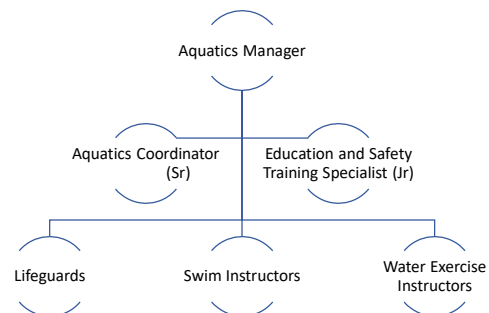 Aquatics Manager
Aquatics Coordinator
(Sr)
Education and Safety
Training Specialist (Jr)
Lifeguards
Swim Instructors
Water Exercise
Instructors